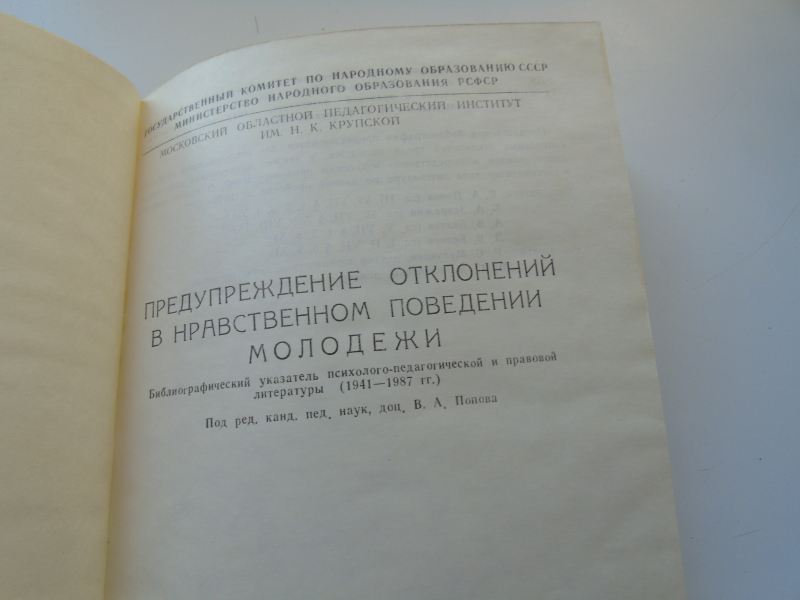 ГОСУДАРСТВЕННЫЙ КОМИТЕТ ПО НАРОДНОМУ ОБРАЗОВАНИЮ СССР
МИНИСТЕРСТВО НАРОДНОГО ОБРАЗОВАНИЯ РСФСР
МОСКОВСКИЙ ОБЛАСТНОЙ ПЕДАГОГИЧЕСКИЙ ИНСТИТУТ
ИМ. Н. К. КРУПСКОЙ
ПРЕДУПРЕЖДЕНИЕ ОТКЛОНЕНИЙ
В НРАВСТВЕННОМ ПОВЕДЕНИИ
МОЛОДЕЖИ
Библиографический указатель психолого-педагогической и правовой
литературы (1941—1987 гг.)
Под ред. канд. пед. наук, доц. В. А. Попова